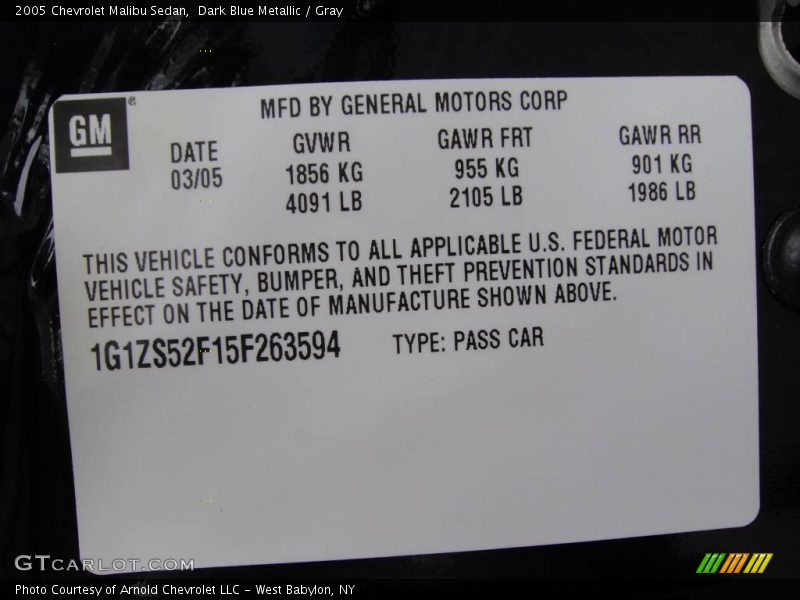 2005 Chevrolet Malibu Sedan,  Dark Blue Metallic / Gray
GM®
MFD BY GENERAL MOTORS CORP
DATE GVWR GAWR FRT GAWR RR
03/05 1856 KG 955 KG 901 KG
4091 LB 2105 LB 1986 LB
THIS VEHICLE CONFORMS TO ALL APPLICABLE U.S. FEDERAL MOTOR
VEHICLE SAFETY, BUMPER, AND THEFT PREVENTION STANDARDS IN
EFFECT ON THE DATE OF MANUFACTURE SHOWN ABOVE.
1G1ZS52F15F263594 TYPE: PASS CAR
GTCARLOT.COM
Photo Courtesy of Arnold Chevrolet LLC - West Babylon, NY